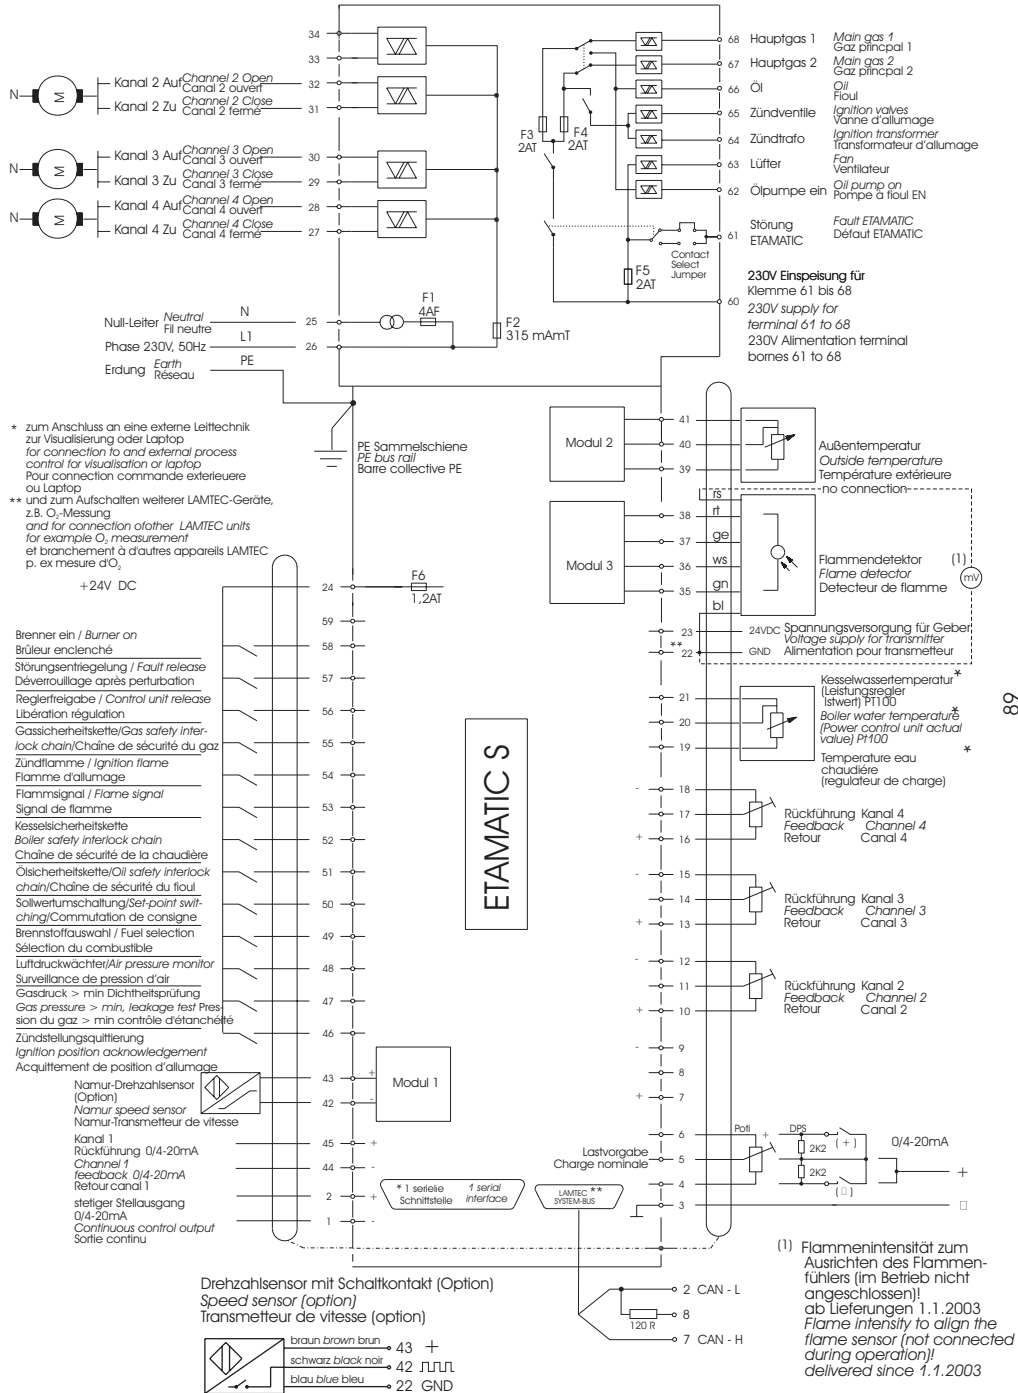 34
33
32
31
30
29
28
27
N
M
Kanal 2 Auf Channel 2 Open
Canal 2 ouvert
Kanal 2 Zu Channel 2 Close
Canal 2 fermé
N
M
Kanal 3 Auf Channel 3 Open
Canal 3 ouvert
Kanal 3 Zu Channel 3 Close
Canal 3 fermé
N
M
Kanal 4 Auf Channel 4 Open
Canal 4 ouvert
Kanal 4 Zu Channel 4 Close
Canal 4 fermé
Null-Leiter Neutral
Fil neutre
N
25
Phase 230V, 50Hz
L1
26
Erdung Earth
Réseau
PE
F1
4AF
F2
315 mAmT
F3
2AT
F4
2AT
F5
2AT
Contact
Select
Jumper
68 Hauptgas 1 Main gas 1
Gaz princpal 1
67 Hauptgas 2 Main gas 2
Gaz princpal 2
66 Öl Oil
Fioul
65 Zündventile Ignition valves
Vanne d'allumage
64 Zündtrafo Ignition transformer
Transformateur d'allumage
63 Lüfter Fan
Ventilateur
62 Ölpumpe ein Oil pump on
Pompe à fioul EN
61 Störung
ETAMATIC
Fault ETAMATIC
Défaut ETAMATIC
60
230V Einspeisung für
Klemme 61 bis 68
230V supply for
terminal 61 to 68
230V Alimentation terminal
bornes 61 to 68
* zum Anschluss an eine externe Leittechnik
zur Visualisierung oder Laptop
for connection to and external process
control for visualisation or laptop
Pour connection commande exterieuere
ou Laptop
** und zum Aufschalten weiterer LAMTEC-Geräte,
z.B. O₂-Messung
and for connection ofother LAMTEC units
for example O₂ measurement
et branchement à d'autres appareils LAMTEC
p. ex mesure d'O₂
PE Sammelschiene
PE bus rail
Barre collective PE
+24V DC
24
F6
1,2AT
59
Brenner ein / Burner on
Brûleur enclenché
58
Störungsentriegelung / Fault release
Déverrouillage après perturbation
57
Reglerfreigabe / Control unit release
Libération régulation
56
Gassicherheitskette/Gas safety inter-
lock chain/Chaîne de sécurité du gaz
55
Zündflamme / Ignition flame
Flamme d'allumage
54
Flammsignal / Flame signal
Signal de flamme
53
Kesselsicherheitskette
Boiler safety interlock chain
Chaîne de sécurité de la chaudière
52
Ölsicherheitskette/Oil safety interlock
chain/Chaîne de sécurité du fioul
51
Sollwertumschaltung/Set-point swit-
ching/Commutation de consigne
50
Brennstoffauswahl / Fuel selection
Sélection du combustible
49
Luftdruckwächter/Air pressure monitor
Surveillance de pression d'air
48
Gasdruck > min Dichtheitsprüfung
Gas pressure > min, leakage test Pres-
sion du gaz > min contrôle d'étanchéité
47
Zündstellungsquittierung
Ignition position acknowledgement
Acquittement de position d'allumage
46
Namur-Drehzahlsensor
(Option)
Namur speed sensor
Namur-Transmetteur de vitesse
43 +
42 -
Modul 1
Kanal 1
Rückführung 0/4-20mA
Channel 1
feedback 0/4-20mA
Retour canal 1
45 +
44 -
stetiger Stellausgang
0/4-20mA
Continuous control output
Sortie continu
2 +
1 -
ETAMATIC S
* 1 serielie
Schnittstelle
1 serial
interface
LAMTEC **
SYSTEM-BUS
Modul 2
41
40
39
Außentemperatur
Outside temperature
Température extérieure
no connection
Modul 3
38
37
36
35
rs
rt
ge
ws
gn
bl
Flammendetektor
Flame detector
Detecteur de flamme
(1)
mV
23 24VDC Spannungsversorgung für Geber
Voltage supply for transmitter
** 22 GND Alimentation pour transmetteur
21
20
19
Kesselwassertemperatur *
(Leistungsregler
Istwert) PT100
Boiler water temperature *
(Power control unit actual
value) Pt100
*
Temperature eau
chaudiére
(regulateur de charge)
- 18
17
+ 16
Rückführung Kanal 4
Feedback Channel 4
Retour Canal 4
- 15
14
+ 13
Rückführung Kanal 3
Feedback Channel 3
Retour Canal 3
- 12
11
+ 10
Rückführung Kanal 2
Feedback Channel 2
Retour Canal 2
- 9
8
+ 7
Lastvorgabe
Charge nominale
6
5
4
3
Poti
+
DPS
2K2
2K2
(+)
(□)
0/4-20mA
+
□
89
2 CAN - L
8
120 R
7 CAN - H
Drehzahlsensor mit Schaltkontakt (Option)
Speed sensor (option)
Transmetteur de vitesse (option)
braun brown brun 43 +
schwarz black noir 42
blau blue bleu 22 GND
(1) Flammenintensität zum
Ausrichten des Flammen-
fühlers (im Betrieb nicht
angeschlossen)!
ab Lieferungen 1.1.2003
Flame intensity to align the
flame sensor (not connected
during operation)!
delivered since 1.1.2003